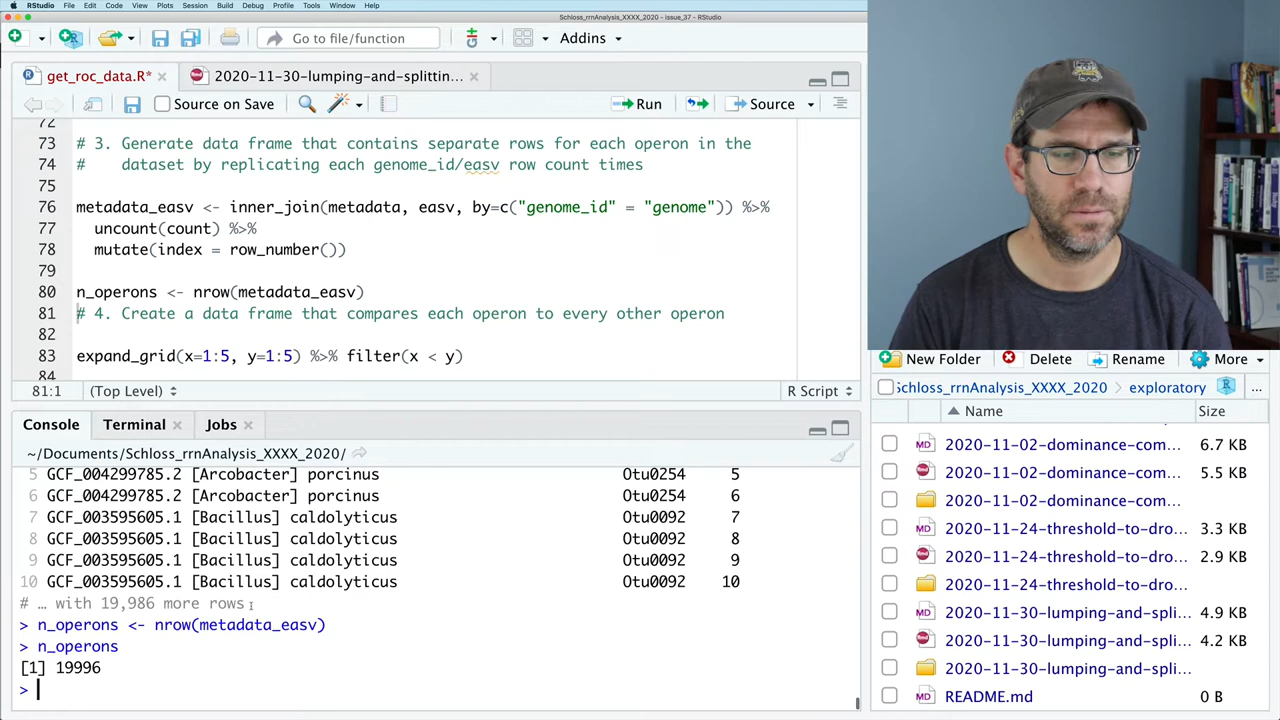 RStudio File Edit Code View Plots Session Build Debug Profile Tools Window Help
Schloss_rrnAnalysis_XXXX_2020 - issue_37 - RStudio
Go to file/function
Addins
get_roc_data.R*
2020-11-30-lumping-and-splittin...
Source on Save
Run
Source
72
73 # 3. Generate data frame that contains separate rows for each operon in the
74 #    dataset by replicating each genome_id/easv row count times
75
76 metadata_easv <- inner_join(metadata, easv, by=c("genome_id" = "genome")) %>%
77   uncount(count) %>%
78   mutate(index = row_number())
79
80 n_operons <- nrow(metadata_easv)
81 # 4. Create a data frame that compares each operon to every other operon
82
83 expand_grid(x=1:5, y=1:5) %>% filter(x < y)
84
81:1 (Top Level) R Script
Console Terminal Jobs
~/Documents/Schloss_rrnAnalysis_XXXX_2020/
5 GCF_004299785.2 [Arcobacter] porcinus Otu0254 5
6 GCF_004299785.2 [Arcobacter] porcinus Otu0254 6
7 GCF_003595605.1 [Bacillus] caldolyticus Otu0092 7
8 GCF_003595605.1 [Bacillus] caldolyticus Otu0092 8
9 GCF_003595605.1 [Bacillus] caldolyticus Otu0092 9
10 GCF_003595605.1 [Bacillus] caldolyticus Otu0092 10
# … with 19,986 more rows
> n_operons <- nrow(metadata_easv)
> n_operons
[1] 19996
>
New Folder Delete Rename More
Schloss_rrnAnalysis_XXXX_2020 > exploratory ...
Name Size
2020-11-02-dominance-com... 6.7 KB
2020-11-02-dominance-com... 5.5 KB
2020-11-02-dominance-com...
2020-11-24-threshold-to-dro... 3.3 KB
2020-11-24-threshold-to-dro... 2.9 KB
2020-11-24-threshold-to-dro...
2020-11-30-lumping-and-spli... 4.9 KB
2020-11-30-lumping-and-spli... 4.2 KB
2020-11-30-lumping-and-spli...
README.md 0 B